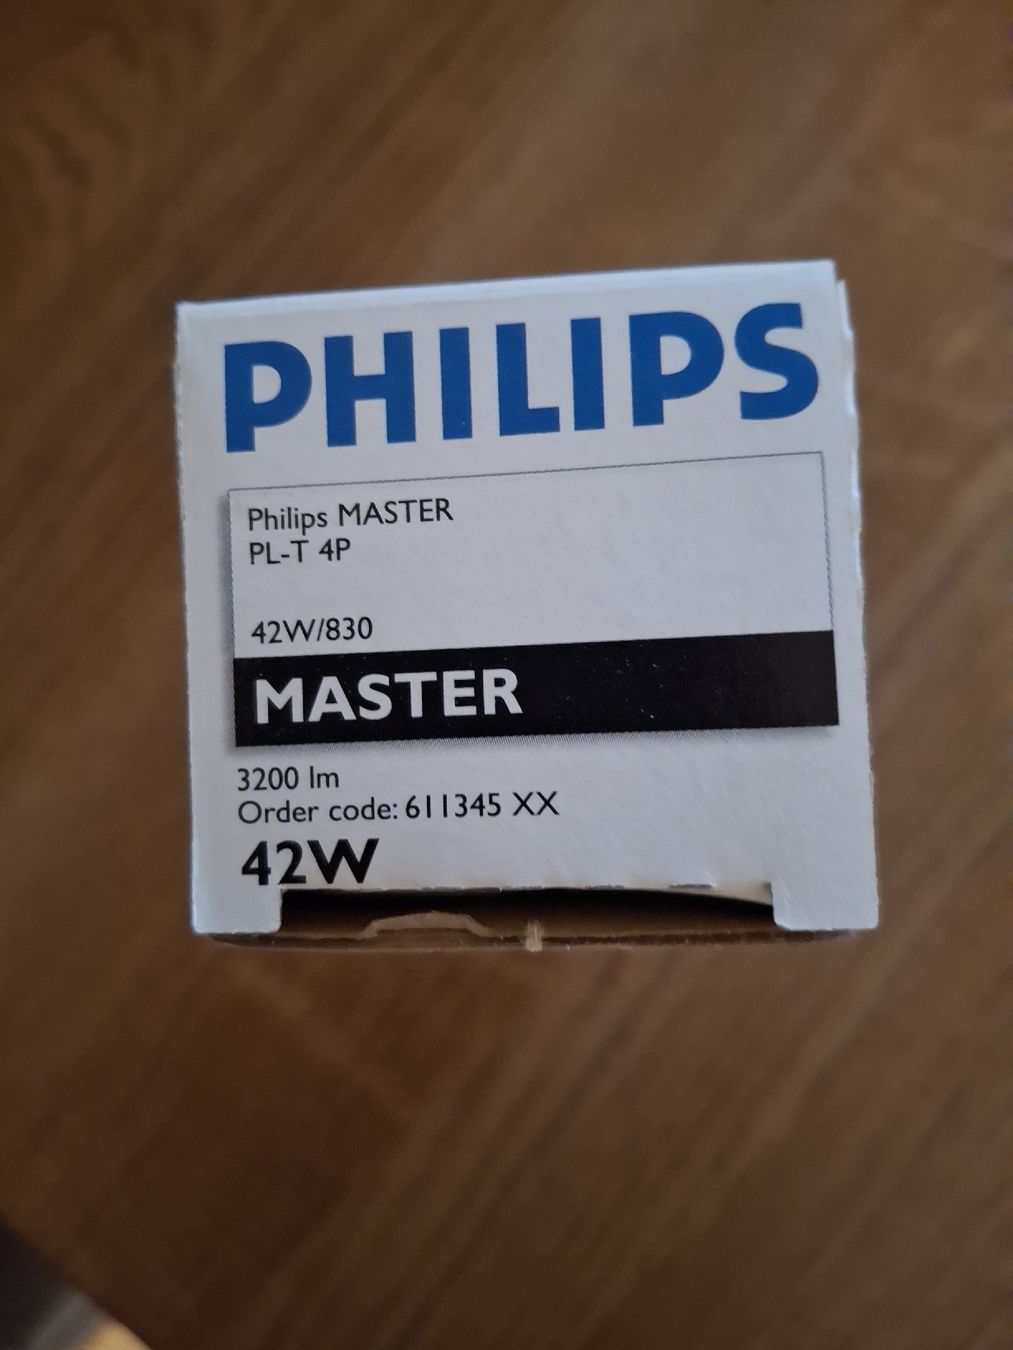 PHILIPS
Philips MASTER
PL-T 4P
42W/830
MASTER
3200 lm
Order code: 611345 XX
42W